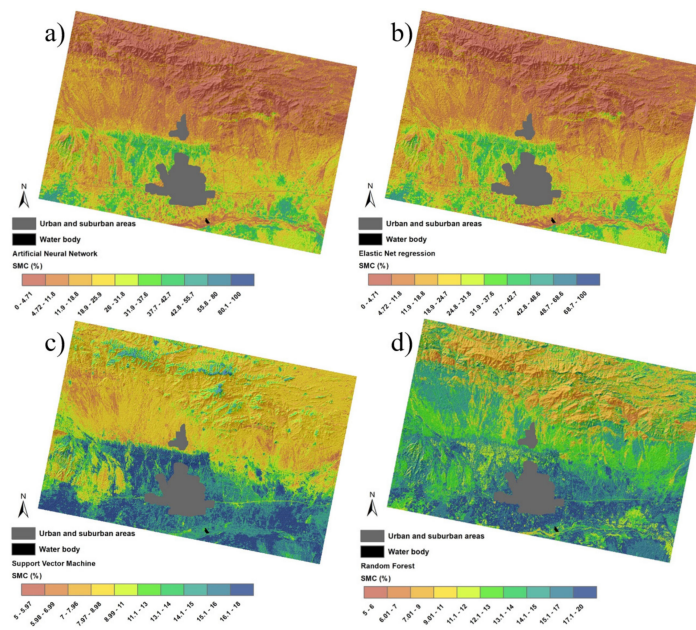 a)
N
Urban and suburban areas
Water body
Artificial Neural Network
SMC (%)
0 - 4.71
4.72 - 11.8
11.9 - 18.8
18.9 - 25.9
26 - 31.8
31.9 - 37.6
37.7 - 42.7
42.8 - 55.7
55.8 - 80
80.1 - 100
b)
N
Urban and suburban areas
Water body
Elastic Net regression
SMC (%)
0 - 4.71
4.72 - 11.8
11.9 - 18.8
18.9 - 24.7
24.8 - 31.8
31.9 - 37.6
37.7 - 42.7
42.8 - 48.6
48.7 - 68.6
68.7 - 100
c)
N
Urban and suburban areas
Water body
Support Vector Machine
SMC (%)
5 - 5.97
5.98 - 6.99
7 - 7.96
7.97 - 8.98
8.99 - 11
11.1 - 13
13.1 - 14
14.1 - 15
15.1 - 16
16.1 - 18
d)
N
Urban and suburban areas
Water body
Random Forest
SMC (%)
5 - 6
6.01 - 7
7.01 - 9
9.01 - 11
11.1 - 12
12.1 - 13
13.1 - 14
14.1 - 15
15.1 - 17
17.1 - 20